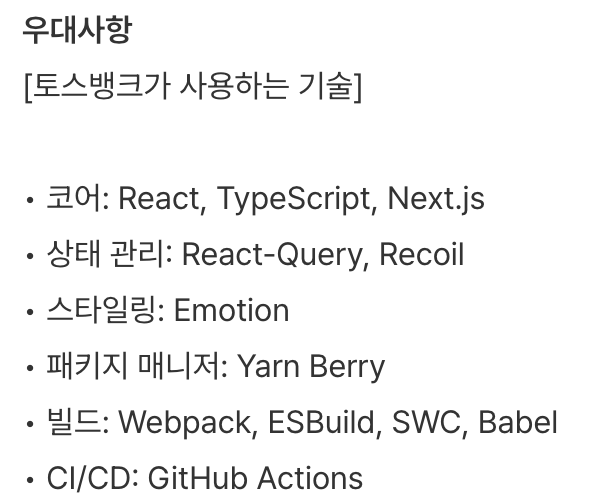 우대사항
[토스뱅크가 사용하는 기술]
• 코어: React, TypeScript, Next.js
• 상태 관리: React-Query, Recoil
• 스타일링: Emotion
• 패키지 매니저: Yarn Berry
• 빌드: Webpack, ESBuild, SWC, Babel
• CI/CD: GitHub Actions